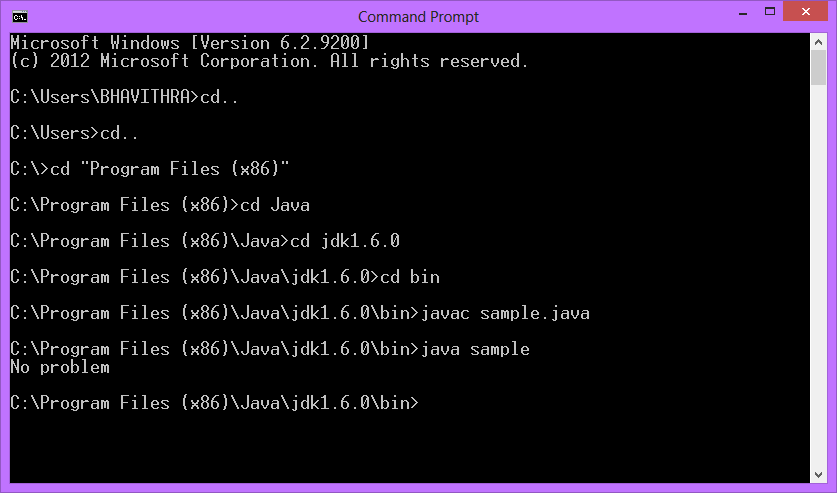 Command Prompt
Microsoft Windows [Version 6.2.9200]
(c) 2012 Microsoft Corporation. All rights reserved.
C:\Users\BHAVITHRA>cd..
C:\Users>cd..
C:\>cd "Program Files (x86)"
C:\Program Files (x86)>cd Java
C:\Program Files (x86)\Java>cd jdk1.6.0
C:\Program Files (x86)\Java\jdk1.6.0>cd bin
C:\Program Files (x86)\Java\jdk1.6.0\bin>javac sample.java
C:\Program Files (x86)\Java\jdk1.6.0\bin>java sample
No problem
C:\Program Files (x86)\Java\jdk1.6.0\bin>